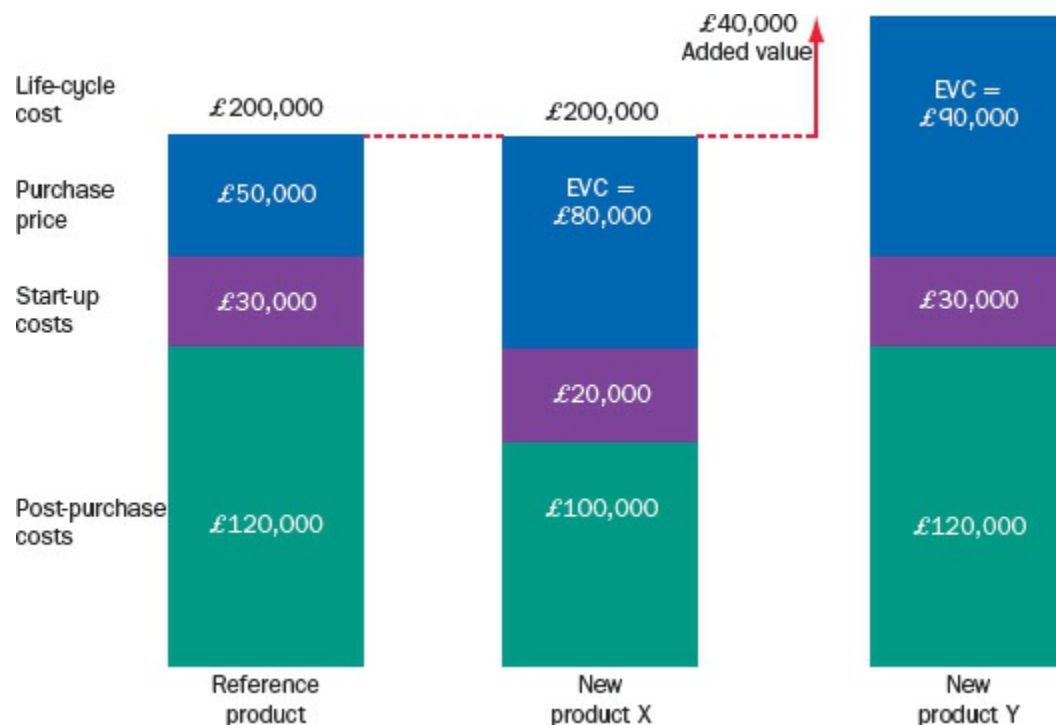 £40,000
Added value
Life-cycle
cost
£200,000
£200,000
EVC =
£90,000
Purchase
price
£50,000
EVC =
£80,000
Start-up
costs
£30,000
£20,000
£30,000
Post-purchase
costs
£120,000
£100,000
£120,000
Reference
product
New
product X
New
product Y